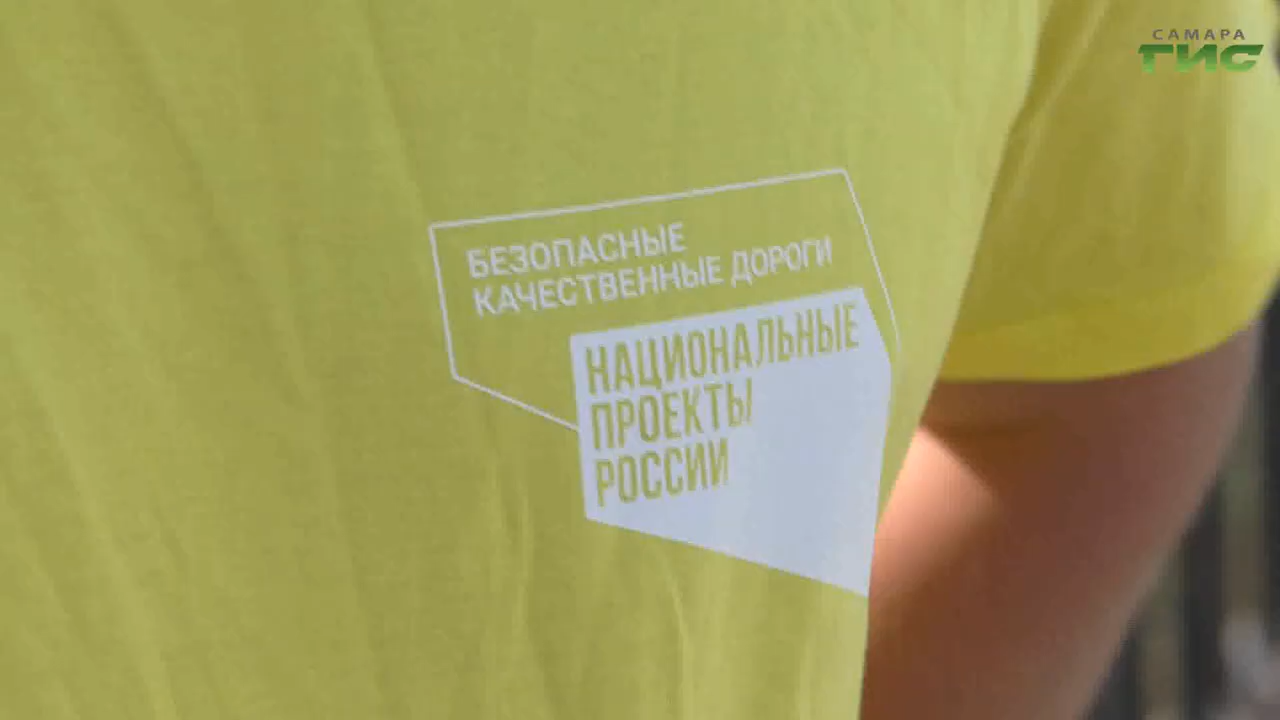 САМАРА
ГИС
БЕЗОПАСНЫЕ
КАЧЕСТВЕННЫЕ ДОРОГИ
НАЦИОНАЛЬНЫЕ
ПРОЕКТЫ
РОССИИ